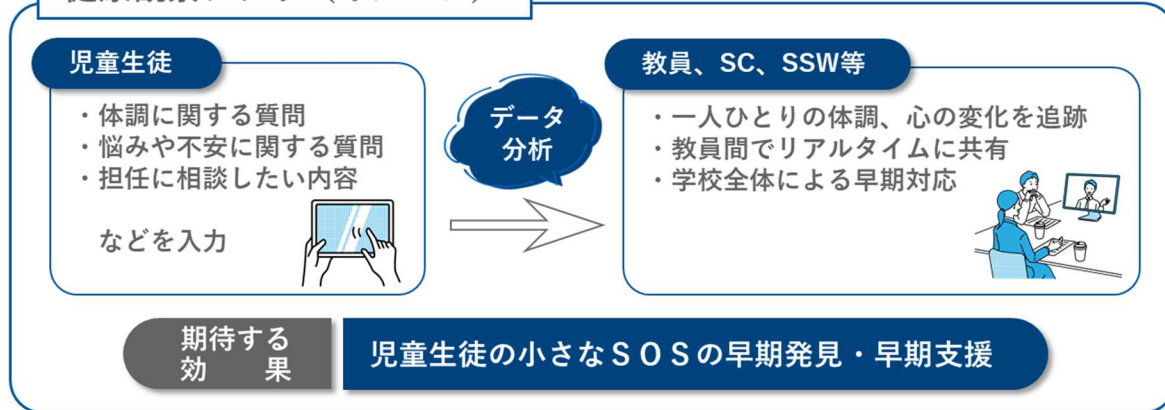 児童生徒
・体調に関する質問
・悩みや不安に関する質問
・担任に相談したい内容
などを入力
データ
分析
教員、SC、SSW等
・一人ひとりの体調、心の変化を追跡
・教員間でリアルタイムに共有
・学校全体による早期対応
期待する
効　　果
児童生徒の小さなＳＯＳの早期発見・早期支援